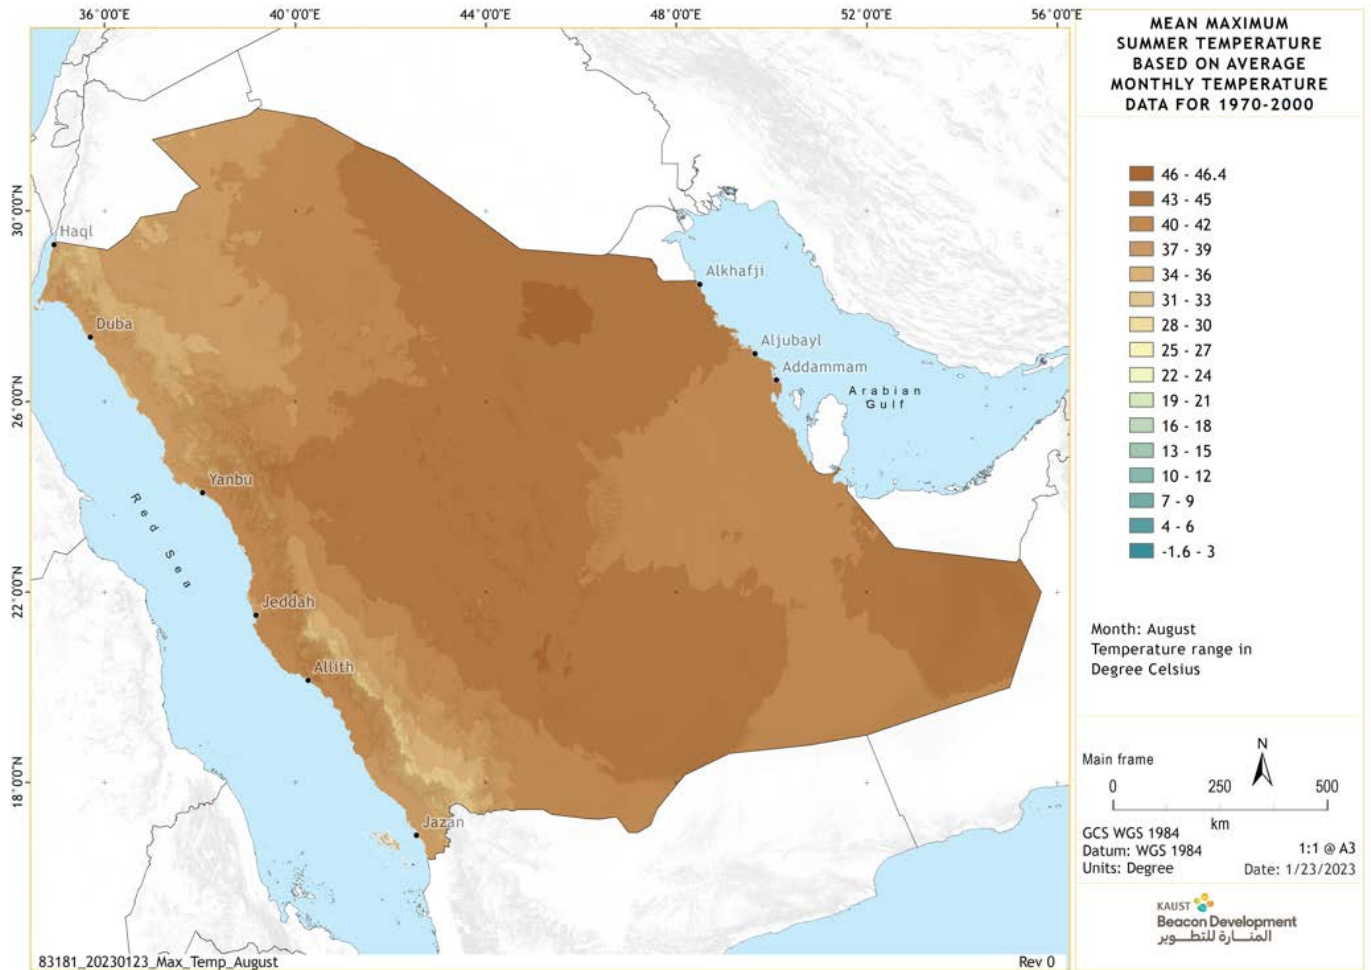 36°0'0"E 40°0'0"E 44°0'0"E 48°0'0"E 52°0'0"E 56°0'0"E
30°0'0"N
26°0'0"N
22°0'0"N
18°0'0"N
Haql
Duba
Yanbu
Jeddah
Allith
Jazan
Alkhafji
Aljubayl
Addammam
Arabian
Gulf
Red Sea
83181_20230123_Max_Temp_August
Rev 0
MEAN MAXIMUM
SUMMER TEMPERATURE
BASED ON AVERAGE
MONTHLY TEMPERATURE
DATA FOR 1970-2000
46 - 46.4
43 - 45
40 - 42
37 - 39
34 - 36
31 - 33
28 - 30
25 - 27
22 - 24
19 - 21
16 - 18
13 - 15
10 - 12
7 - 9
4 - 6
-1.6 - 3
Month: August
Temperature range in
Degree Celsius
Main frame
N
0 250 500
km
GCS WGS 1984
Datum: WGS 1984 1:1 @ A3
Units: Degree Date: 1/23/2023
KAUST
Beacon Development
المنـــارة للتطـــوير